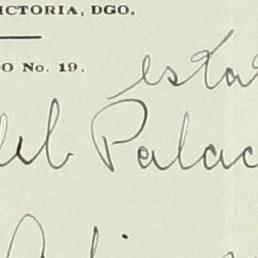 ICTORIA, DGO.
O No. 19.
esta
del Palac